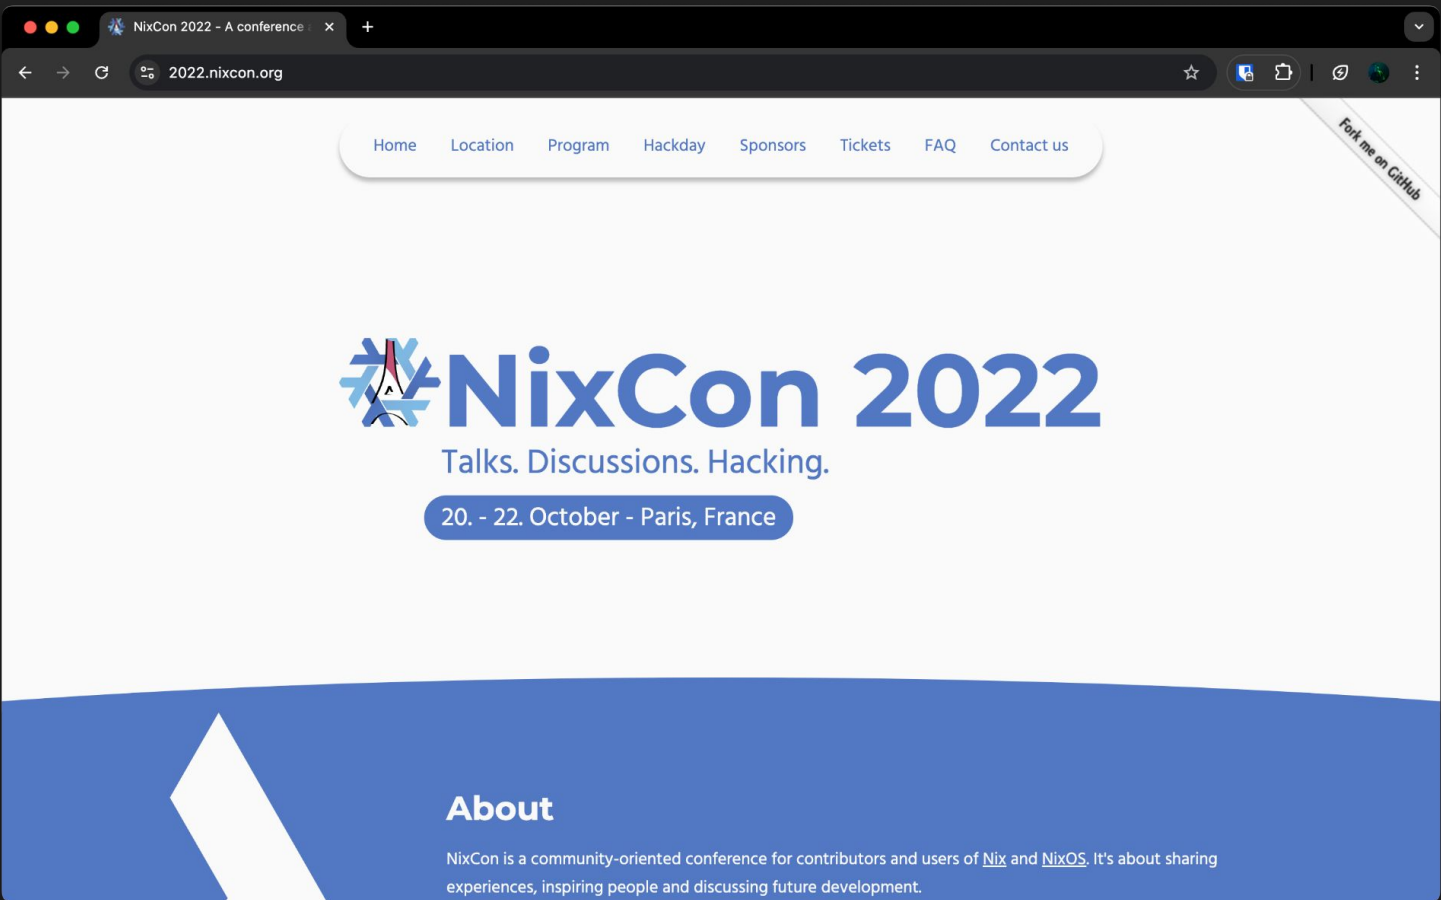 NixCon 2022 - A conference
2022.nixcon.org
Home Location Program Hackday Sponsors Tickets FAQ Contact us
Fork me on GitHub
NixCon 2022
Talks. Discussions. Hacking.
20. - 22. October - Paris, France
About
NixCon is a community-oriented conference for contributors and users of Nix and NixOS. It's about sharing
experiences, inspiring people and discussing future development.